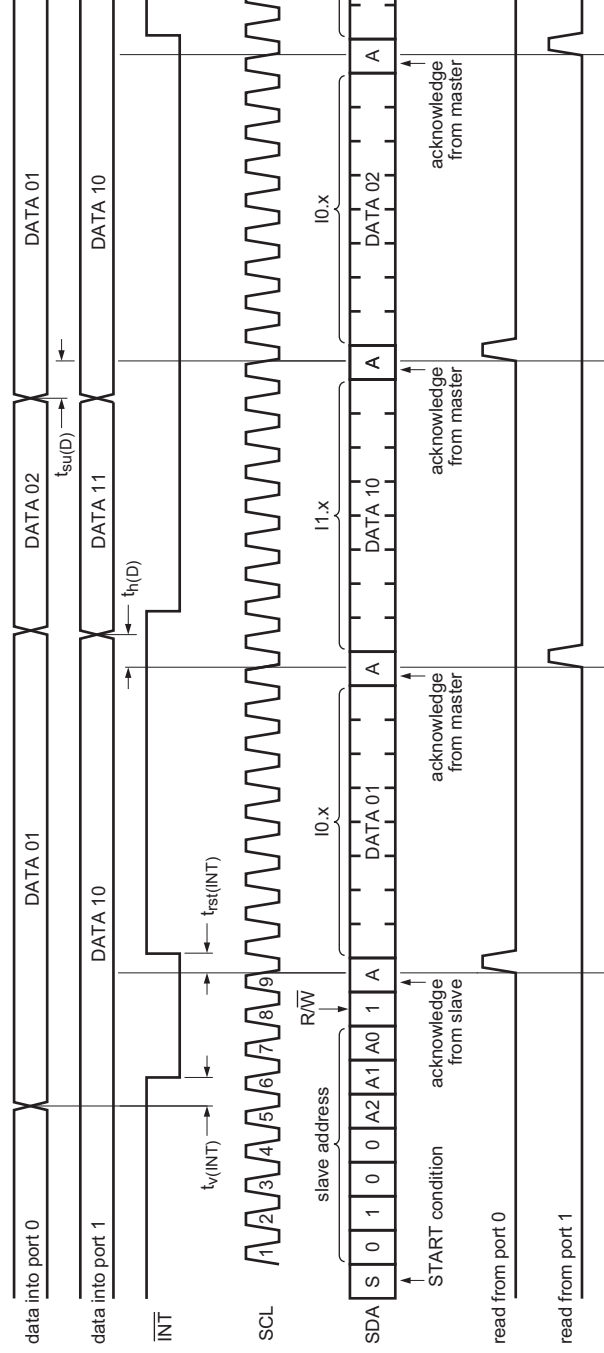 data into port 0
DATA 01
DATA 02
DATA 01
t_su(D)
data into port 1
DATA 10
DATA 11
DATA 10
t_h(D)
INT
t_v(INT)
t_rst(INT)
SCL
1 2 3 4 5 6 7 8 9
R/W
slave address
I0.x
I1.x
I0.x
SDA
S 0 1 0 0 A2 A1 A0 1 A DATA 01 A DATA 10 A DATA 02 A
START condition
acknowledge
from slave
acknowledge
from master
acknowledge
from master
acknowledge
from master
read from port 0
read from port 1